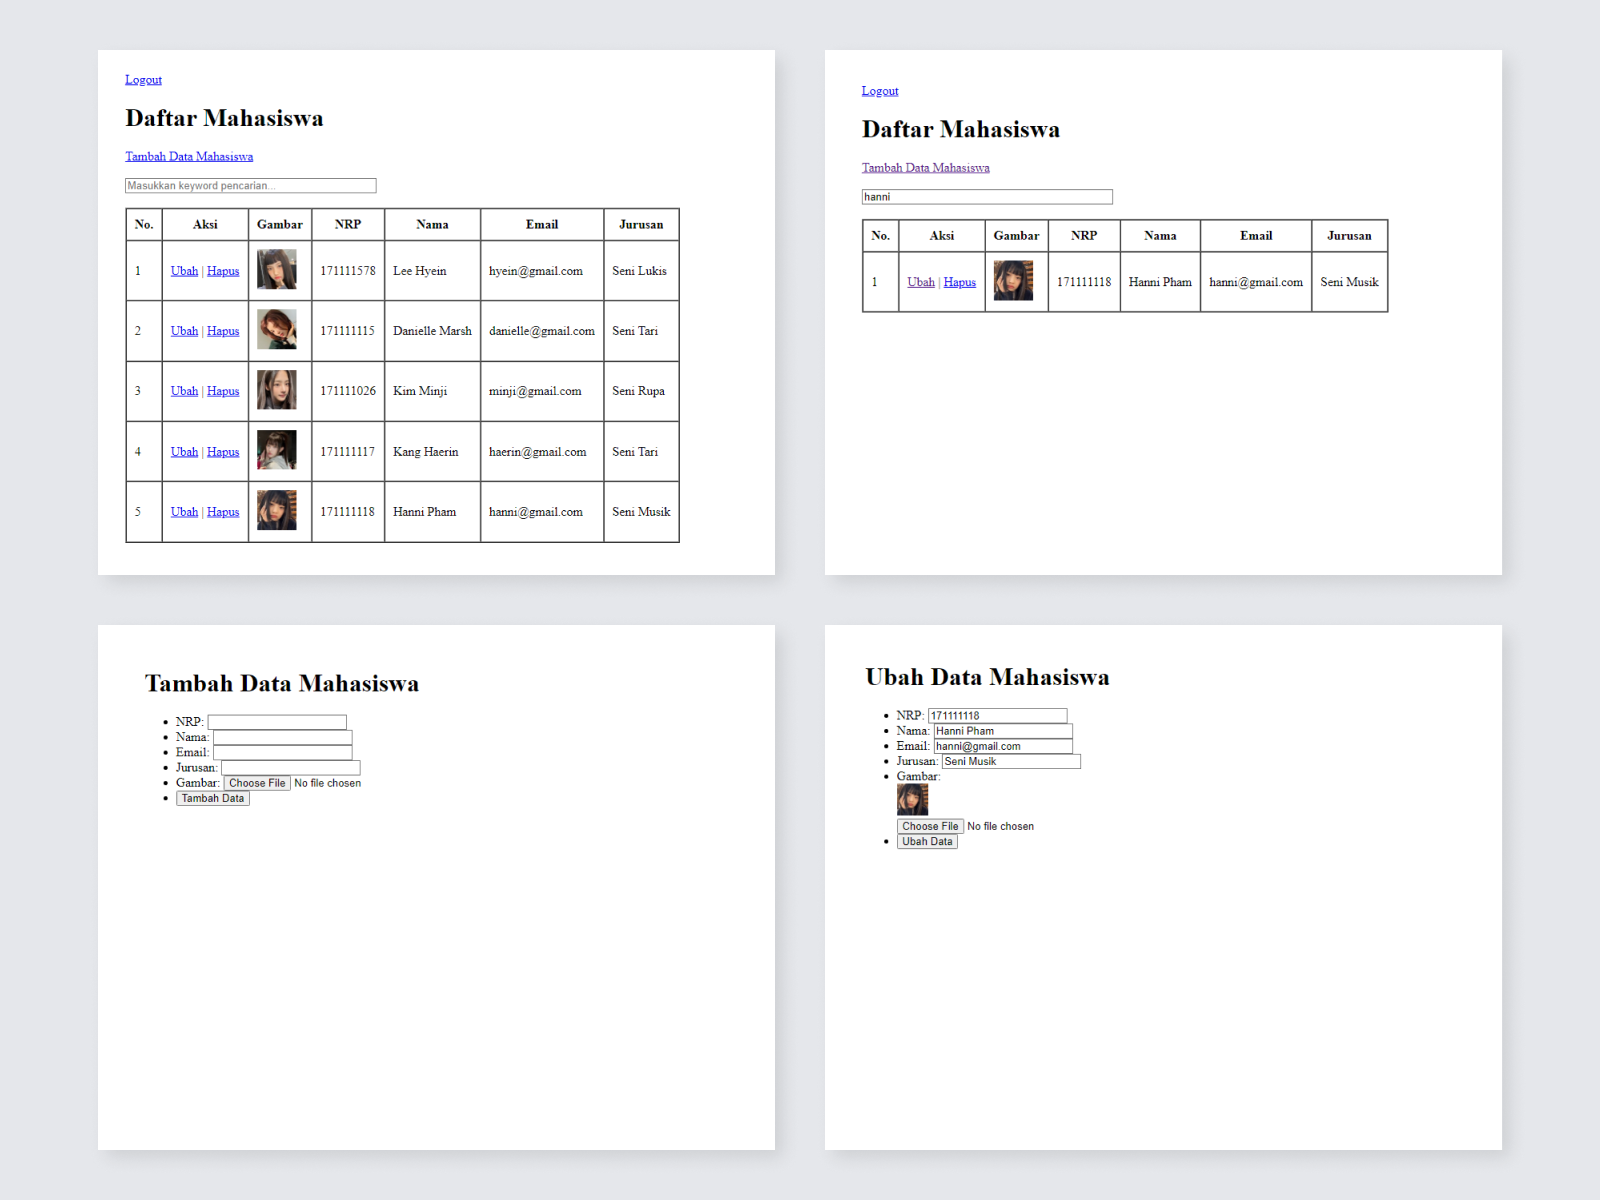 Logout
Daftar Mahasiswa
Tambah Data Mahasiswa
Masukkan keyword pencarian...
No. Aksi Gambar NRP Nama Email Jurusan
1 Ubah | Hapus 171111578 Lee Hyein hyein@gmail.com Seni Lukis
2 Ubah | Hapus 171111115 Danielle Marsh danielle@gmail.com Seni Tari
3 Ubah | Hapus 171111026 Kim Minji minji@gmail.com Seni Rupa
4 Ubah | Hapus 171111117 Kang Haerin haerin@gmail.com Seni Tari
5 Ubah | Hapus 171111118 Hanni Pham hanni@gmail.com Seni Musik
Logout
Daftar Mahasiswa
Tambah Data Mahasiswa
hanni
No. Aksi Gambar NRP Nama Email Jurusan
1 Ubah | Hapus 171111118 Hanni Pham hanni@gmail.com Seni Musik
Tambah Data Mahasiswa
NRP:
Nama:
Email:
Jurusan:
Gambar: Choose File No file chosen
Tambah Data
Ubah Data Mahasiswa
NRP: 171111118
Nama: Hanni Pham
Email: hanni@gmail.com
Jurusan: Seni Musik
Gambar:
Choose File No file chosen
Ubah Data